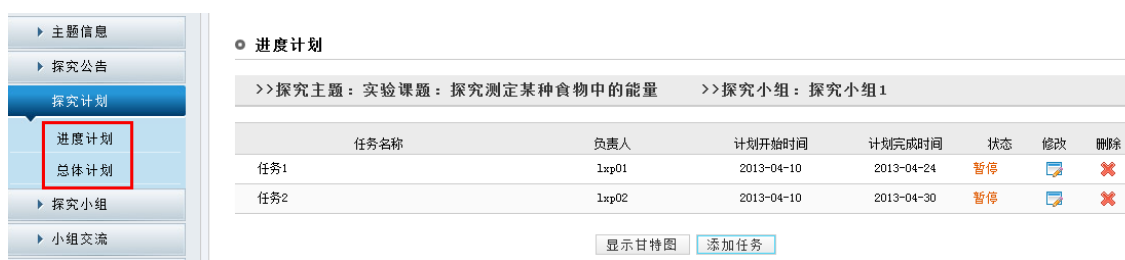 主题信息
探究公告
探究计划
进度计划
总体计划
探究小组
小组交流
进度计划
>>探究主题：实验课题：探究测定某种食物中的能量 >>探究小组：探究小组1
任务名称 负责人 计划开始时间 计划完成时间 状态 修改 删除
任务1 lxp01 2013-04-10 2013-04-24 暂停
任务2 lxp02 2013-04-10 2013-04-30 暂停
显示甘特图 添加任务